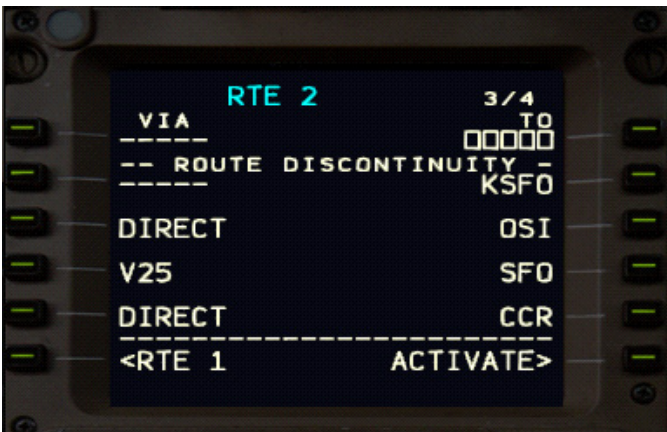 RTE 2 3/4
VIA TO
----- □□□□□
-- ROUTE DISCONTINUITY -
----- KSFO
DIRECT OSI
V25 SFO
DIRECT CCR
------------------------
<RTE 1 ACTIVATE>